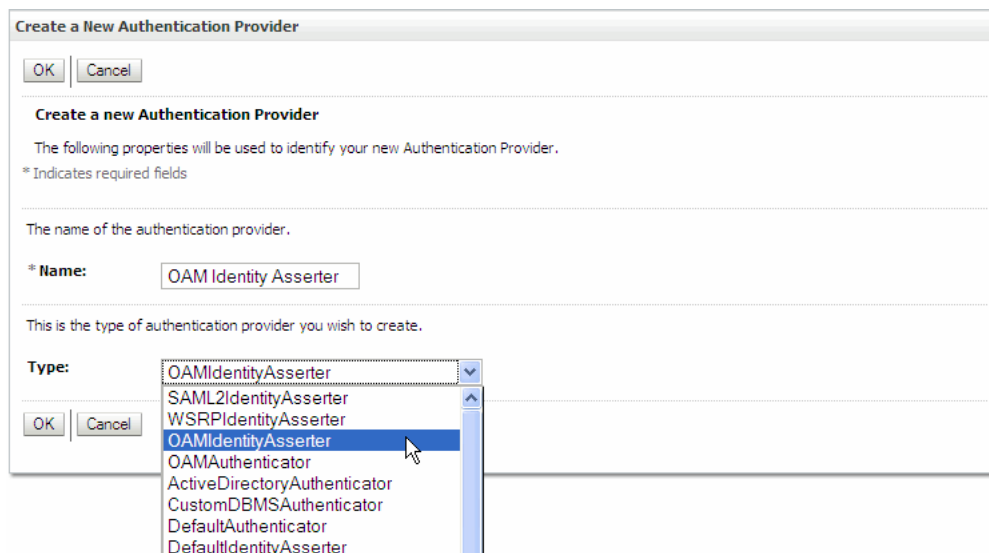 Create a New Authentication Provider
OK Cancel
Create a new Authentication Provider
The following properties will be used to identify your new Authentication Provider.
* Indicates required fields
The name of the authentication provider.
* Name: OAM Identity Asserter
This is the type of authentication provider you wish to create.
Type: OAMIdentityAsserter
SAML2IdentityAsserter
WSRPIdentityAsserter
OK Cancel OAMIdentityAsserter
OAMAuthenticator
ActiveDirectoryAuthenticator
CustomDBMSAuthenticator
DefaultAuthenticator
DefaultIdentityAsserter